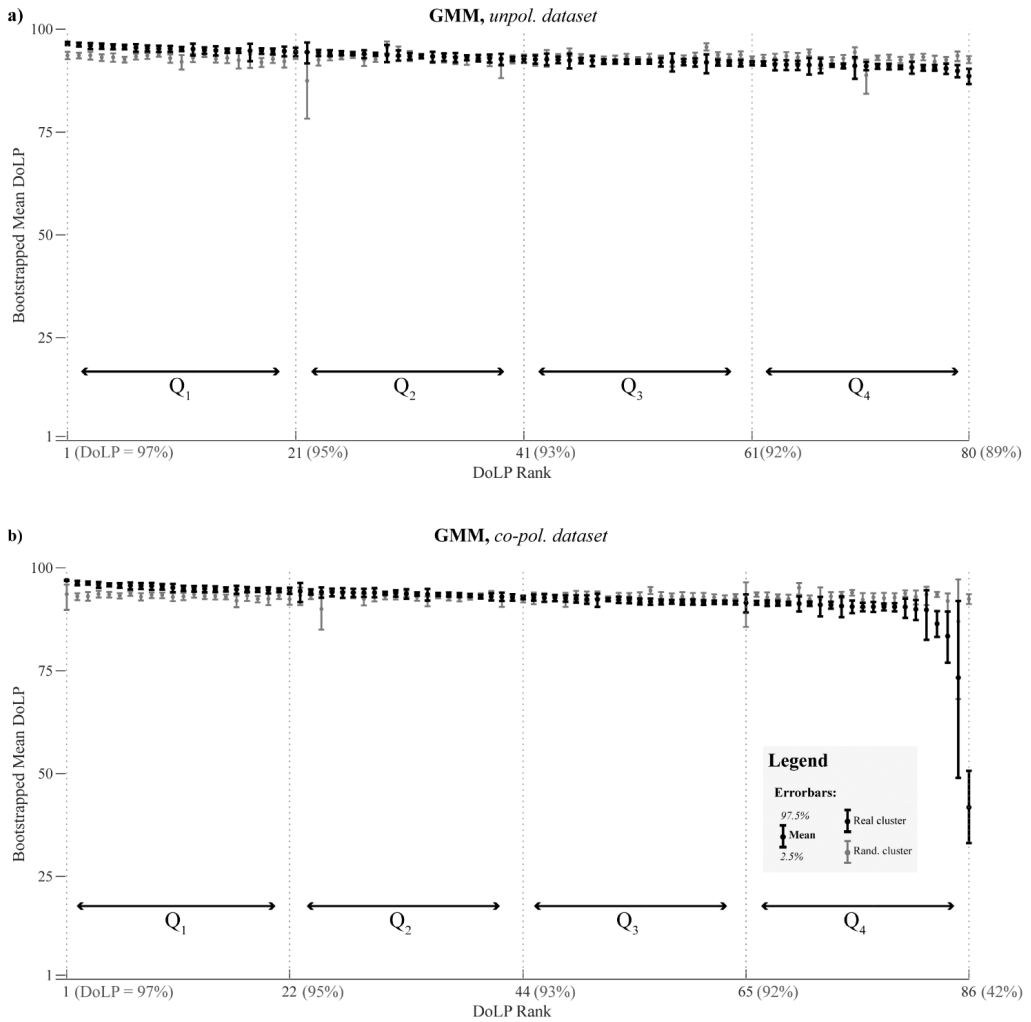 a)
GMM, unpol. dataset
100
75
50
25
1
Bootstrapped Mean DoLP
Q1
Q2
Q3
Q4
1 (DoLP = 97%)
21 (95%)
41 (93%)
61 (92%)
80 (89%)
DoLP Rank
b)
GMM, co-pol. dataset
100
75
50
25
1
Bootstrapped Mean DoLP
Legend
Errorbars:
97.5%
Mean
2.5%
Real cluster
Rand. cluster
Q1
Q2
Q3
Q4
1 (DoLP = 97%)
22 (95%)
44 (93%)
65 (92%)
86 (42%)
DoLP Rank